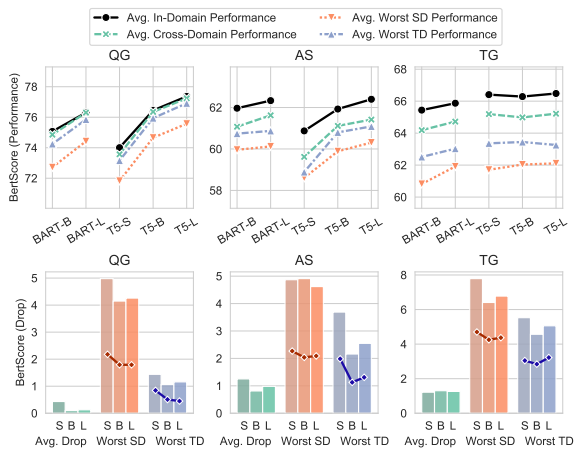 Avg. In-Domain Performance
Avg. Cross-Domain Performance
Avg. Worst SD Performance
Avg. Worst TD Performance
QG
AS
TG
BertScore (Performance)
78
76
74
72
62
60
58
68
66
64
62
60
BART-B
BART-L
T5-S
T5-B
T5-L
BART-B
BART-L
T5-S
T5-B
T5-L
BART-B
BART-L
T5-S
T5-B
T5-L
QG
AS
TG
BertScore (Drop)
5
4
3
2
1
0
5
4
3
2
1
0
8
6
4
2
0
S B L S B L S B L
Avg. Drop Worst SD Worst TD
S B L S B L S B L
Avg. Drop Worst SD Worst TD
S B L S B L S B L
Avg. Drop Worst SD Worst TD